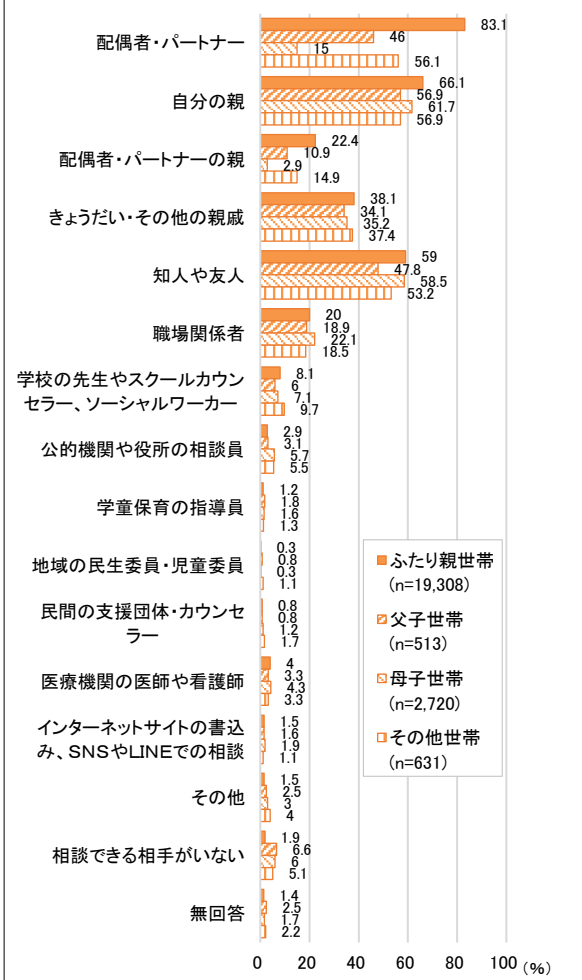 配偶者・パートナー
83.1
46
15
56.1
自分の親
66.1
56.9
61.7
56.9
配偶者・パートナーの親
22.4
10.9
2.9
14.9
きょうだい・その他の親戚
38.1
34.1
35.2
37.4
知人や友人
59
47.8
58.5
53.2
職場関係者
20
18.9
22.1
18.5
学校の先生やスクールカウン
セラー、ソーシャルワーカー
8.1
6
7.1
9.7
公的機関や役所の相談員
2.9
3.1
5.7
5.5
学童保育の指導員
1.2
1.8
1.6
1.3
地域の民生委員・児童委員
0.3
0.8
0.3
1.1
民間の支援団体・カウンセ
ラー
0.8
0.8
1.2
1.7
医療機関の医師や看護師
4
3.3
4.3
3.3
インターネットサイトの書込
み、SNSやLINEでの相談
1.5
1.6
1.9
1.1
その他
1.5
2.5
3
4
相談できる相手がいない
1.9
6.6
6
5.1
無回答
1.4
2.5
1.7
2.2
ふたり親世帯
(n=19,308)
父子世帯
(n=513)
母子世帯
(n=2,720)
その他世帯
(n=631)
0 20 40 60 80 100 (%)